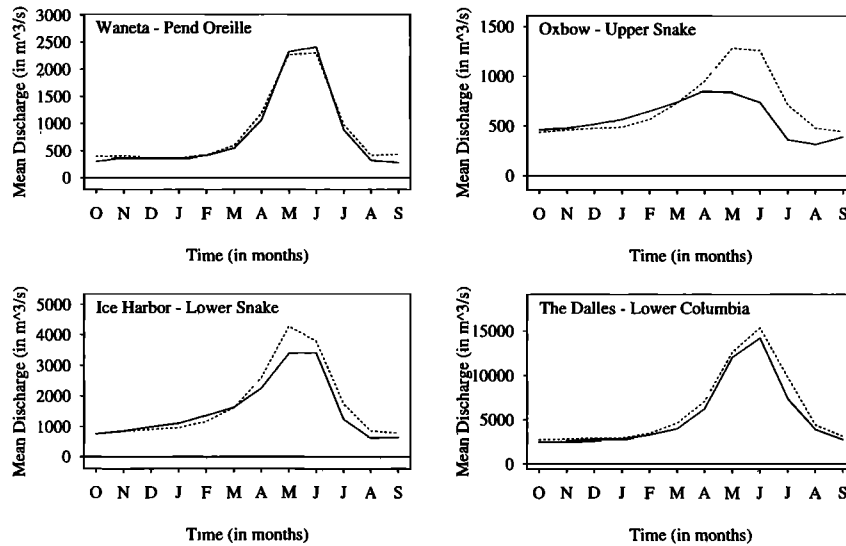 Waneta - Pend Oreille
Mean Discharge (in m^3/s)
3000
2500
2000
1500
1000
500
0
O N D J F M A M J J A S
Time (in months)
Oxbow - Upper Snake
Mean Discharge (in m^3/s)
1500
1000
500
0
O N D J F M A M J J A S
Time (in months)
Ice Harbor - Lower Snake
Mean Discharge (in m^3/s)
5000
4000
3000
2000
1000
0
O N D J F M A M J J A S
Time (in months)
The Dalles - Lower Columbia
Mean Discharge (in m^3/s)
15000
10000
5000
0
O N D J F M A M J J A S
Time (in months)